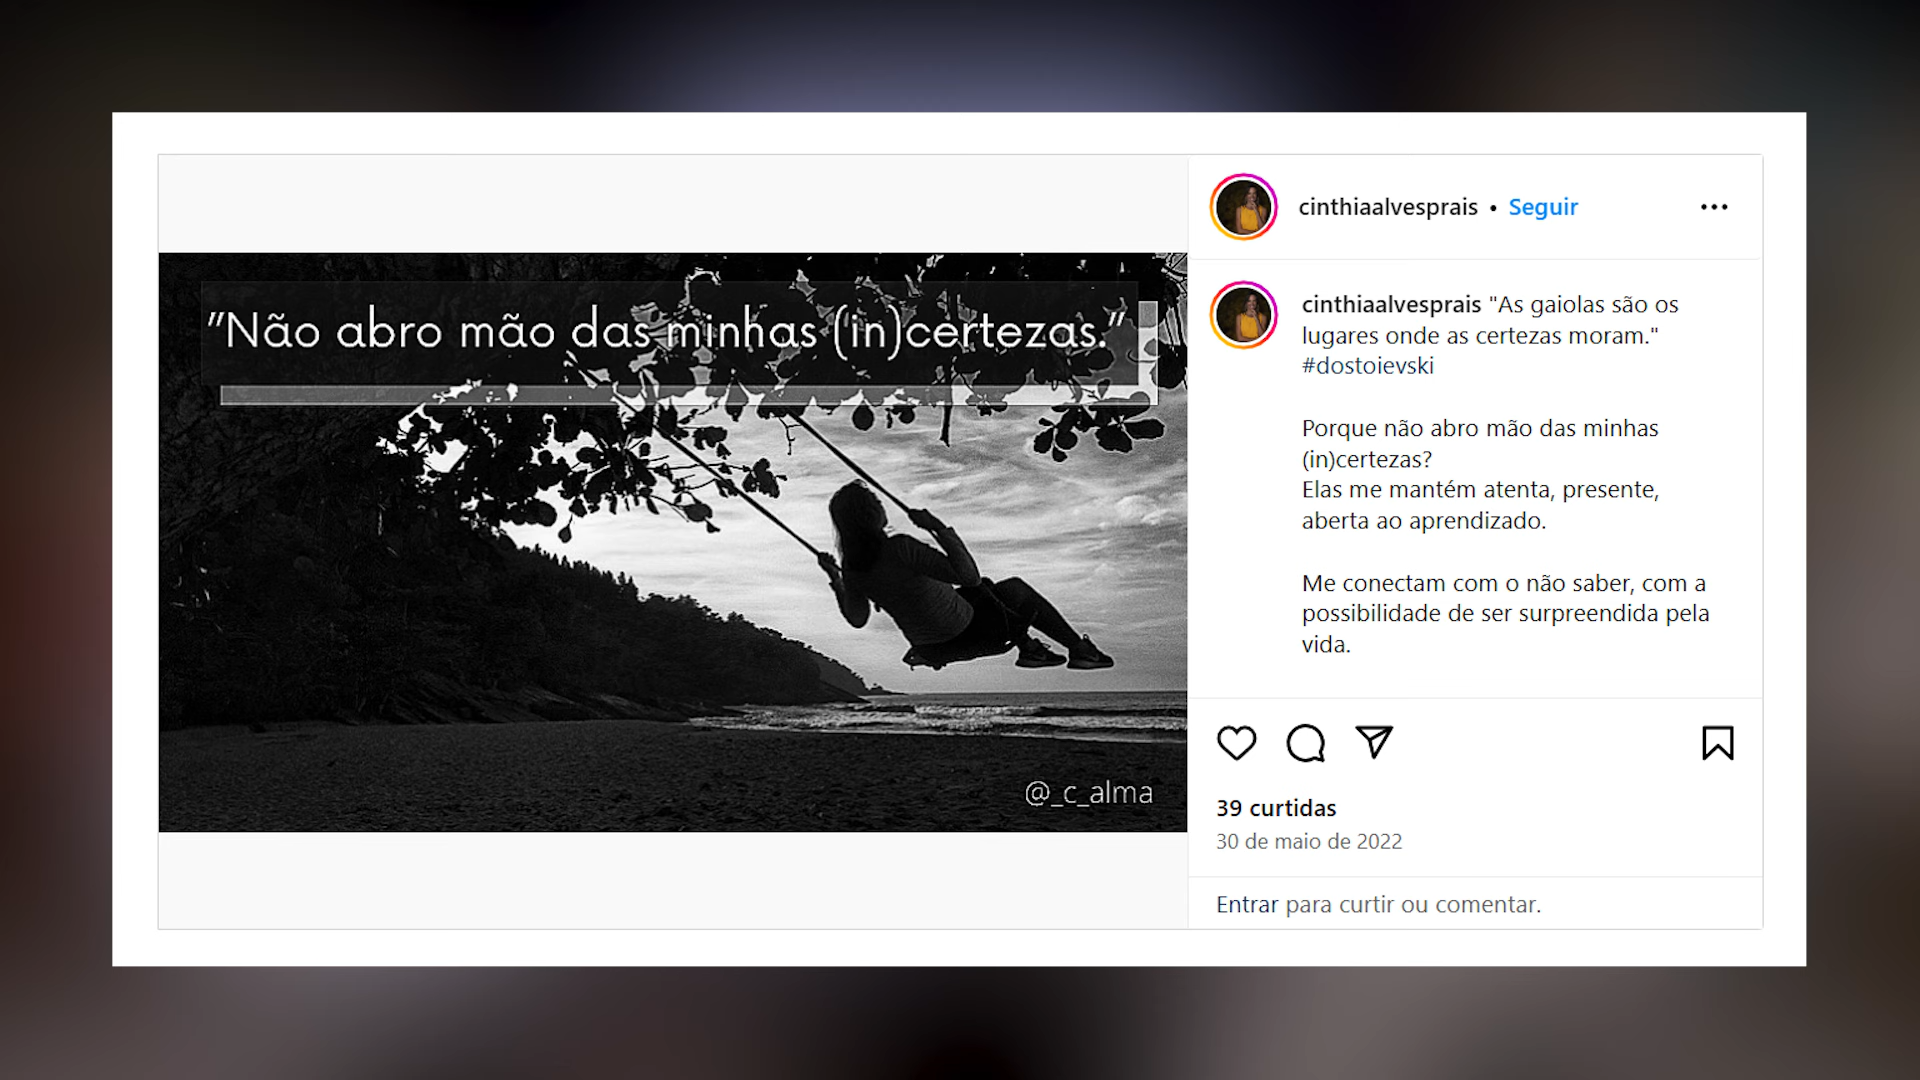 "Não abro mão das minhas (in)certezas."
@_c_alma
cinthiaalvesprais • Seguir
cinthiaalvesprais "As gaiolas são os
lugares onde as certezas moram."
#dostoievski
Porque não abro mão das minhas
(in)certezas?
Elas me mantém atenta, presente,
aberta ao aprendizado.
Me conectam com o não saber, com a
possibilidade de ser surpreendida pela
vida.
39 curtidas
30 de maio de 2022
Entrar para curtir ou comentar.